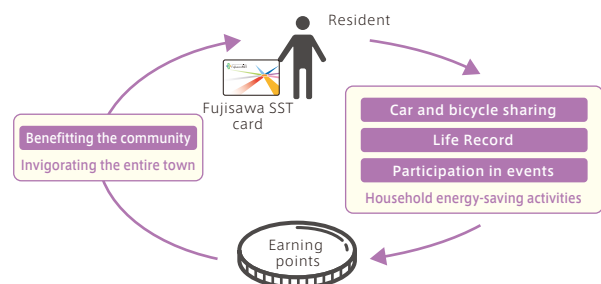 Resident
Fujisawa SST
card
Car and bicycle sharing
Life Record
Participation in events
Household energy-saving activities
Earning
points
Benefitting the community
Invigorating the entire town